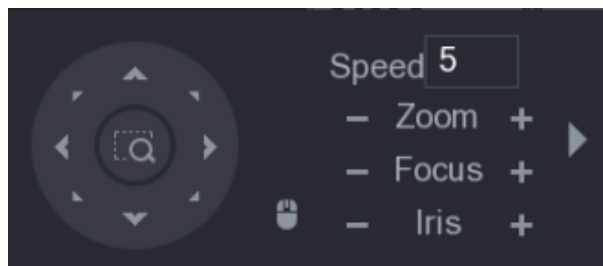 Speed 5
− Zoom +
− Focus +
− Iris +